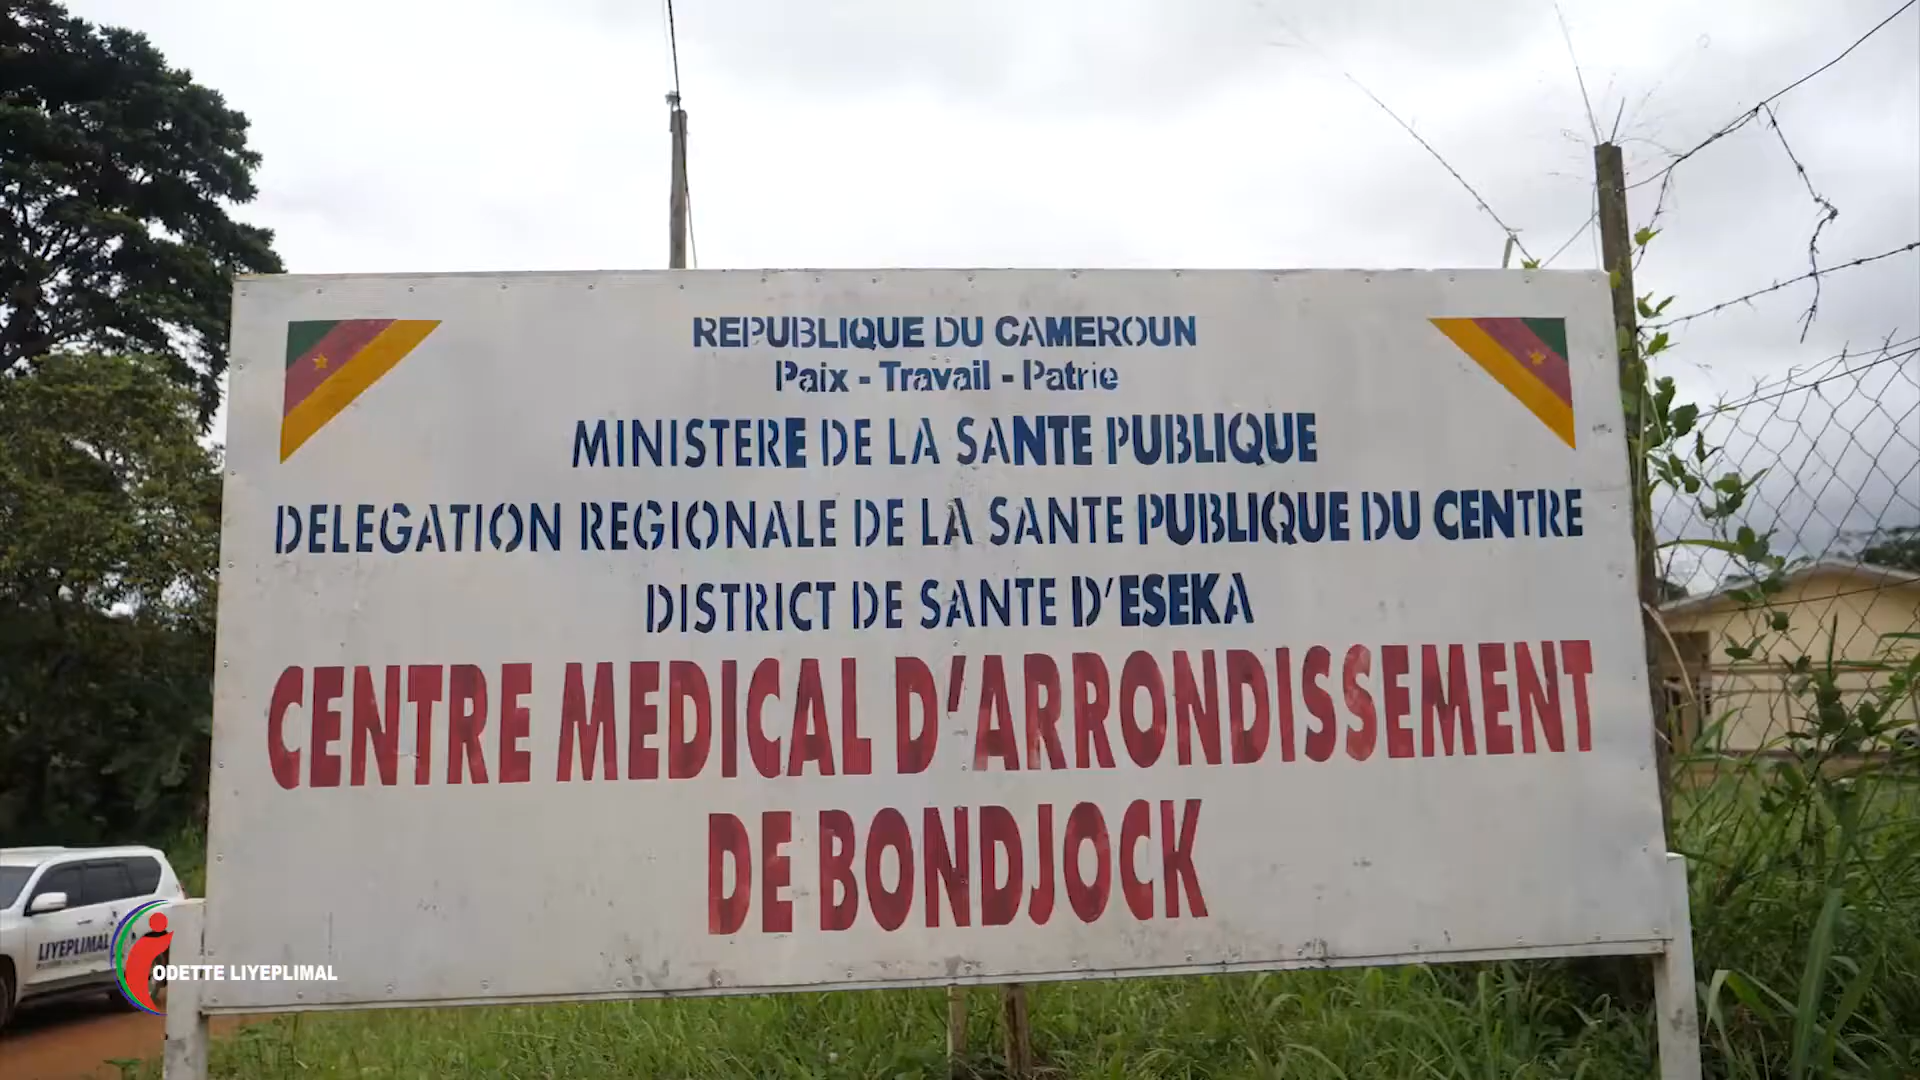 REPUBLIQUE DU CAMEROUN
Paix - Travail - Patrie
MINISTERE DE LA SANTE PUBLIQUE
DELEGATION REGIONALE DE LA SANTE PUBLIQUE DU CENTRE
DISTRICT DE SANTE D'ESEKA
CENTRE MEDICAL D'ARRONDISSEMENT
DE BONDJOCK
LIYEPLIMAL
ODETTE LIYEPLIMAL